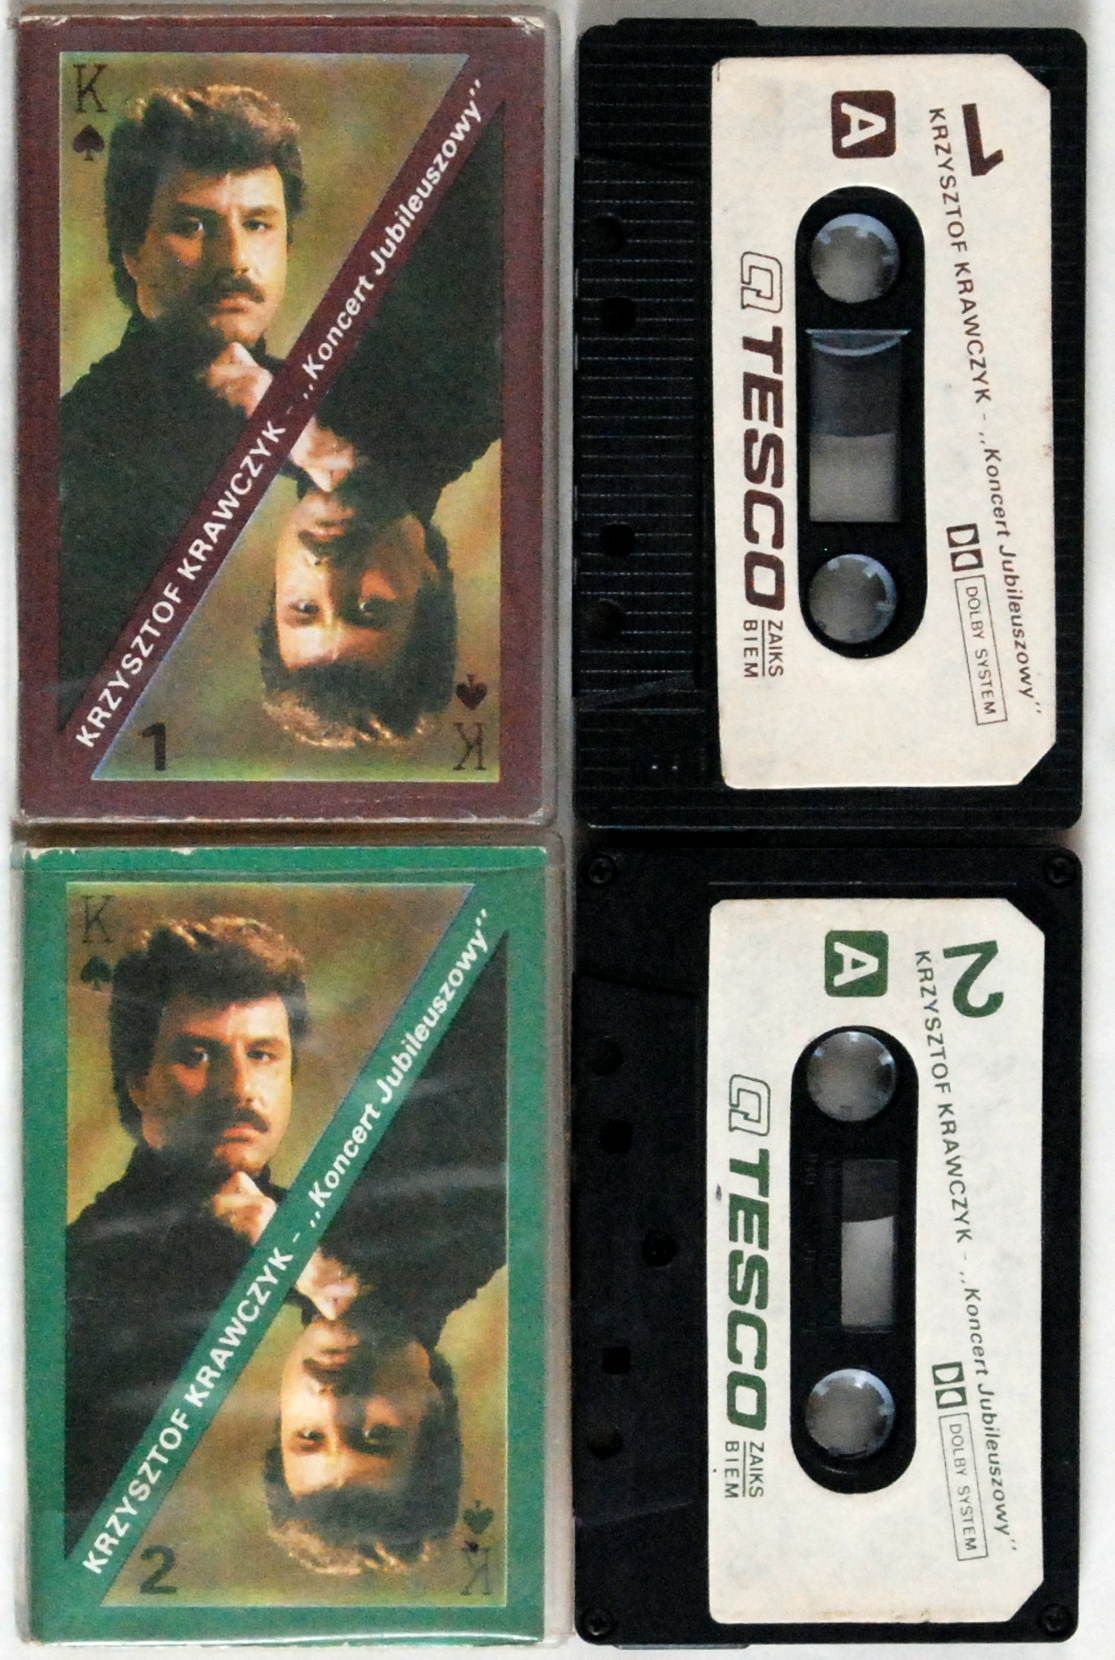 K
KRZYSZTOF KRAWCZYK - ,,Koncert Jubileuszowy”
1
K
A
1
KRZYSZTOF KRAWCZYK - ,,Koncert Jubileuszowy”
DOLBY SYSTEM
TESCO
ZAIKS
BIEM
K
KRZYSZTOF KRAWCZYK - ,,Koncert Jubileuszowy”
2
K
A
2
KRZYSZTOF KRAWCZYK - ,,Koncert Jubileuszowy”
DOLBY SYSTEM
TESCO
ZAIKS
BIEM